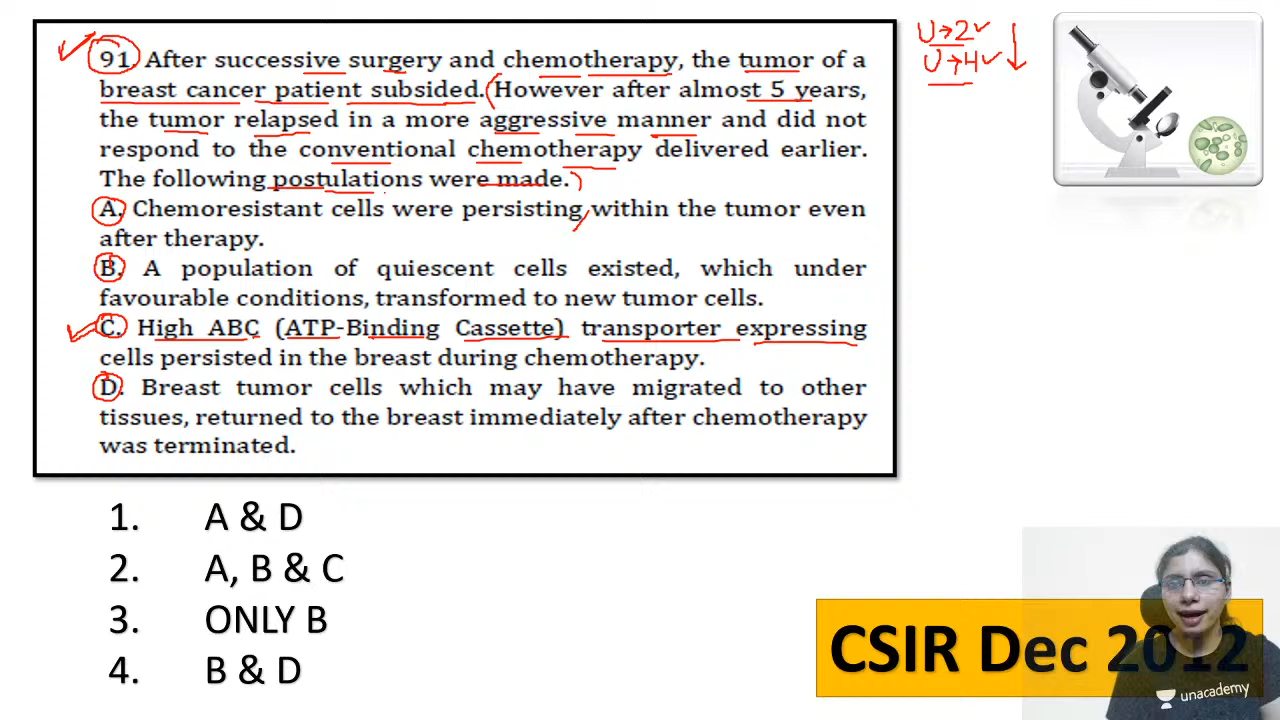 91. After successive surgery and chemotherapy, the tumor of a
breast cancer patient subsided. However after almost 5 years,
the tumor relapsed in a more aggressive manner and did not
respond to the conventional chenotherapy delivered earlier.
The following postulations were made.
A. Chemoresistant cells were persisting within the tumor even
after therapy.
B. A population of quiescent cells existed, which under
favourable conditions, transformed to new tumor cells.
C. High ABC (ATP-Binding Cassette) transporter expressing
cells persisted in the breast during chemotherapy.
D. Breast tumor cells which may have migrated to other
tissues, returned to the breast immediately after chemotherapy
was terminated.
U→2✓
U→4✓
1. A & D
2. A, B & C
3. ONLY B
4. B & D
CSIR Dec 2012
unacademy